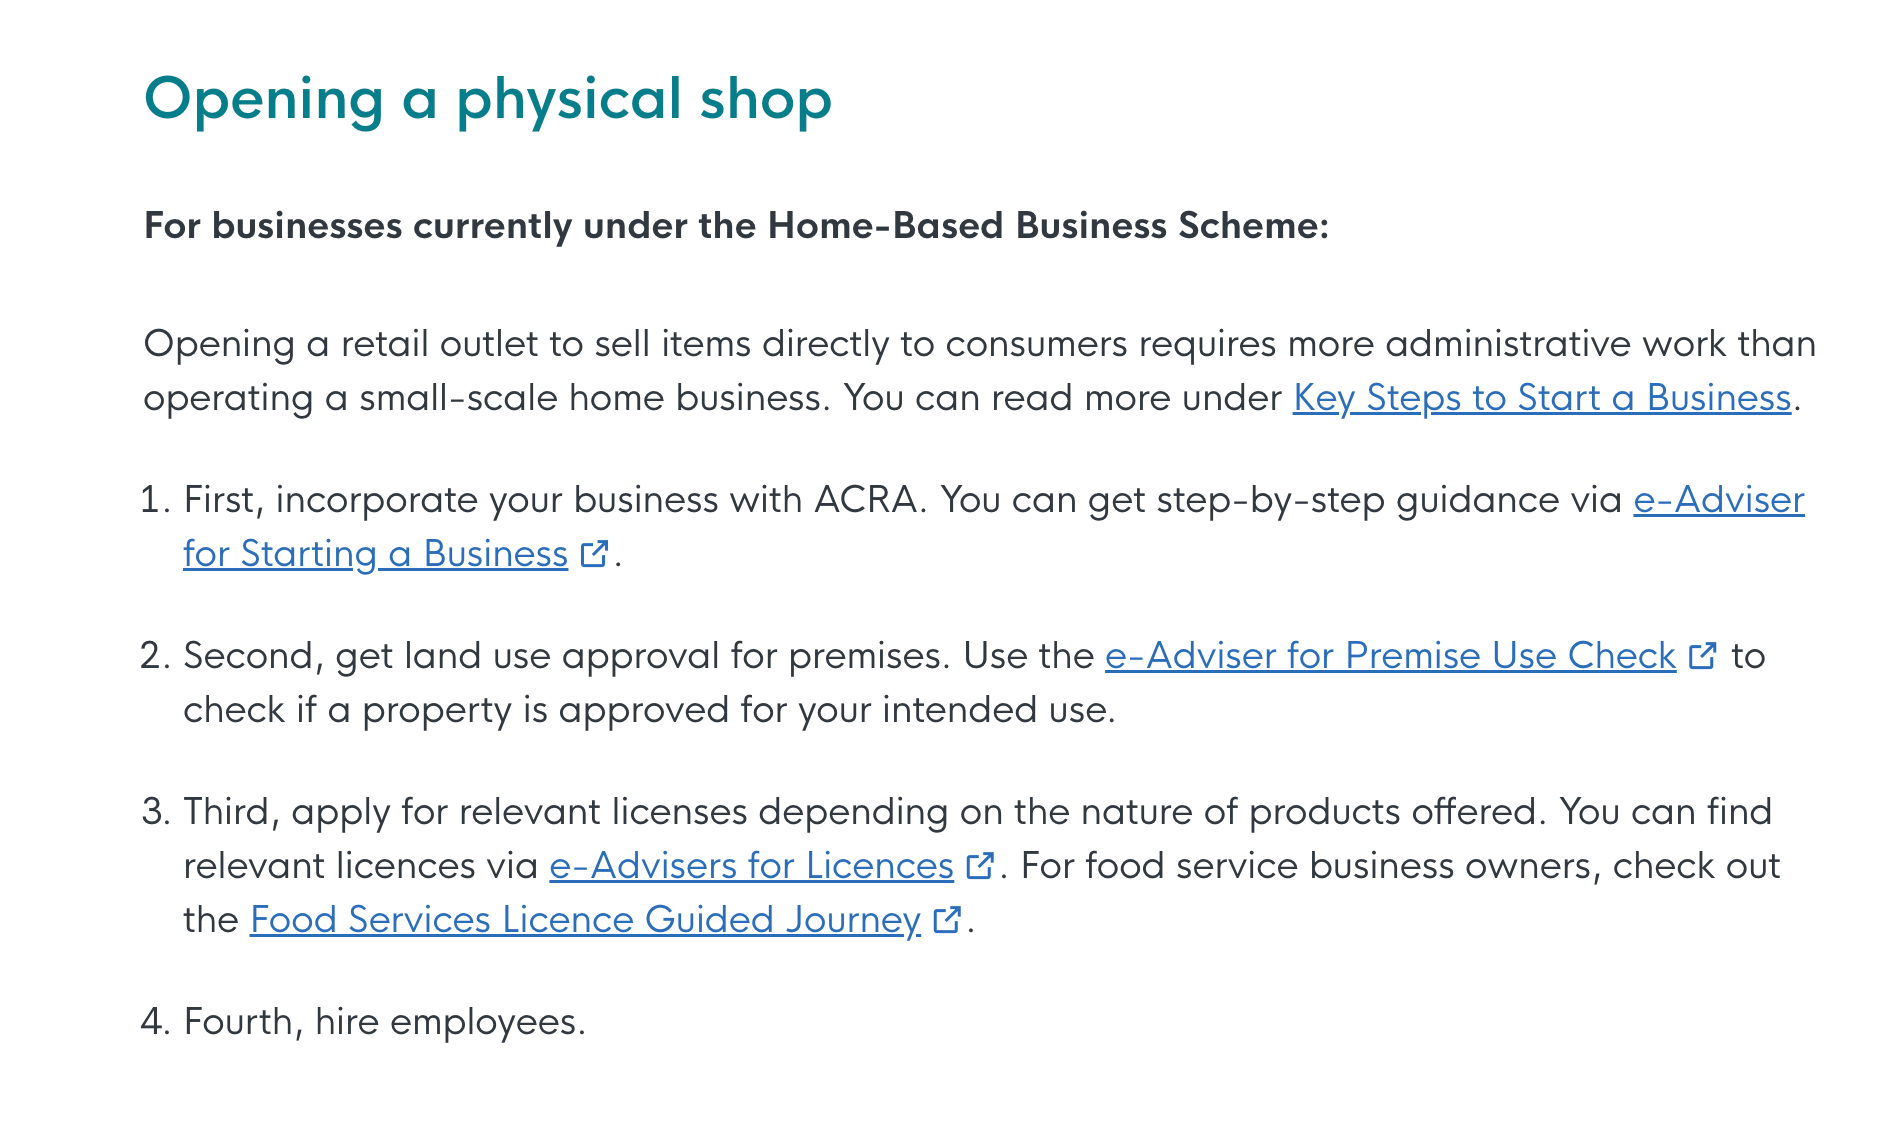 Opening a physical shop
For businesses currently under the Home-Based Business Scheme:
Opening a retail outlet to sell items directly to consumers requires more administrative work than
operating a small-scale home business. You can read more under Key Steps to Start a Business.
1. First, incorporate your business with ACRA. You can get step-by-step guidance via e-Adviser
for Starting a Business.
2. Second, get land use approval for premises. Use the e-Adviser for Premise Use Check to
check if a property is approved for your intended use.
3. Third, apply for relevant licenses depending on the nature of products offered. You can find
relevant licences via e-Advisers for Licences. For food service business owners, check out
the Food Services Licence Guided Journey.
4. Fourth, hire employees.